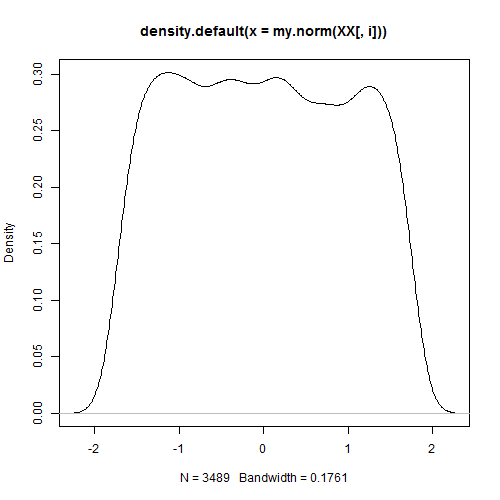 density.default(x = my.norm(XX[, i]))
Density
0.30
0.25
0.20
0.15
0.10
0.05
0.00
-2 -1 0 1 2
N = 3489 Bandwidth = 0.1761